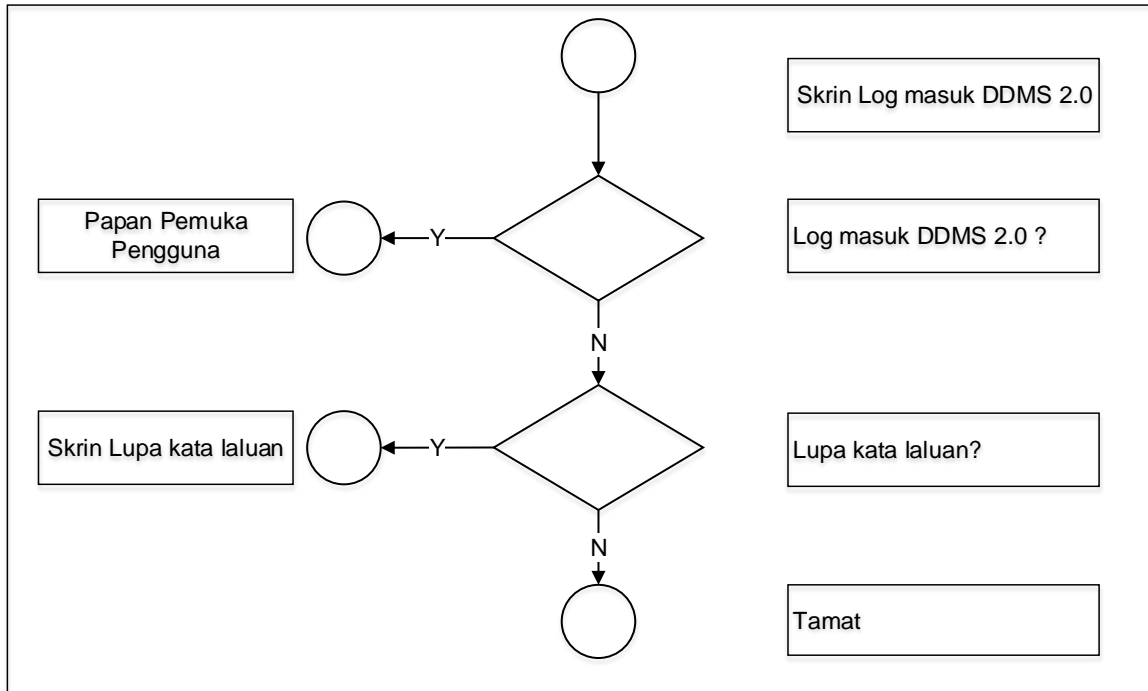 Skrin Log masuk DDMS 2.0
Papan Pemuka
Pengguna
Y
Log masuk DDMS 2.0 ?
N
Skrin Lupa kata laluan
Y
Lupa kata laluan?
N
Tamat